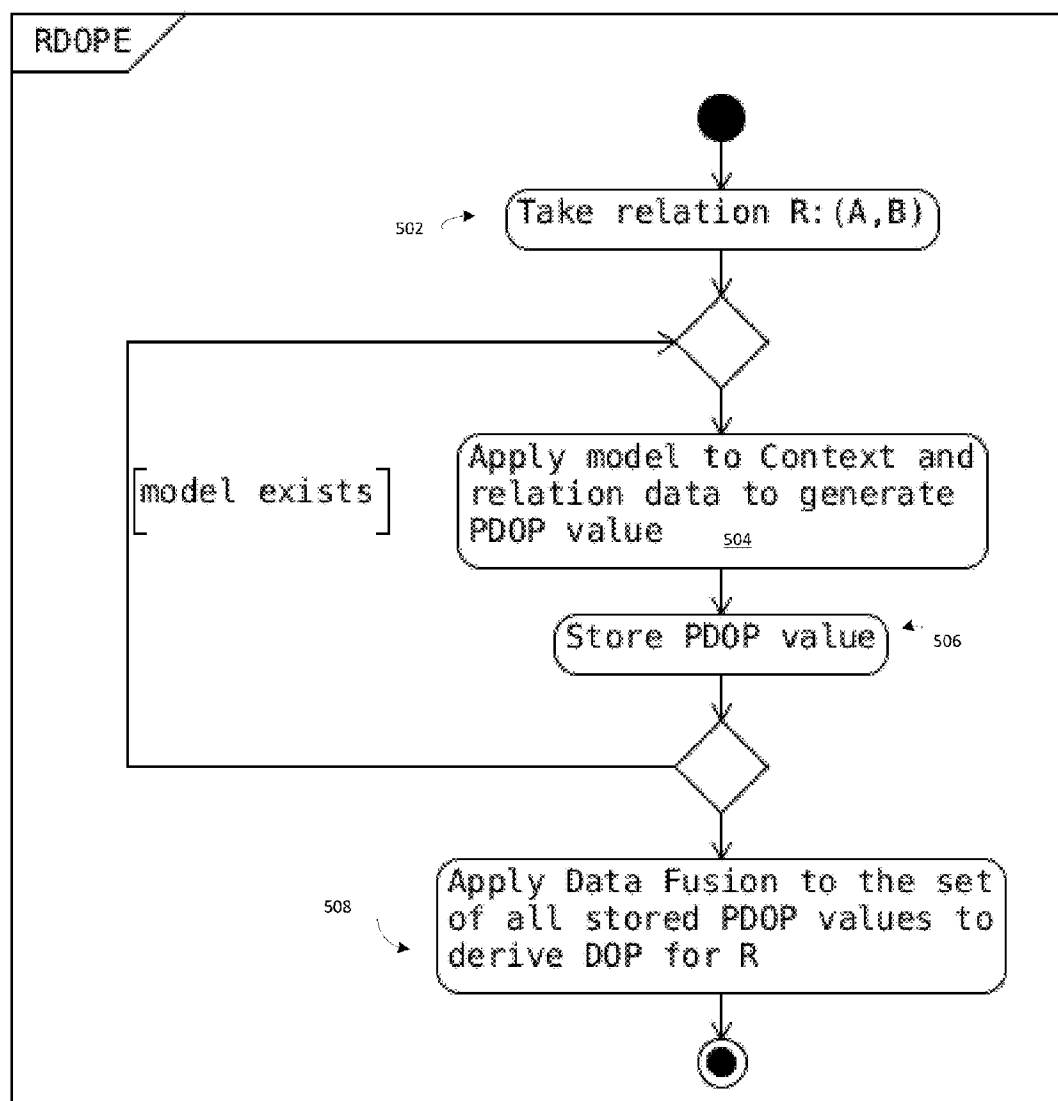 RDOPE
502
Take relation R:(A,B)
Apply model to Context and
relation data to generate
PDOP value
504
[model exists]
Store PDOP value
506
508
Apply Data Fusion to the set
of all stored PDOP values to
derive DOP for R